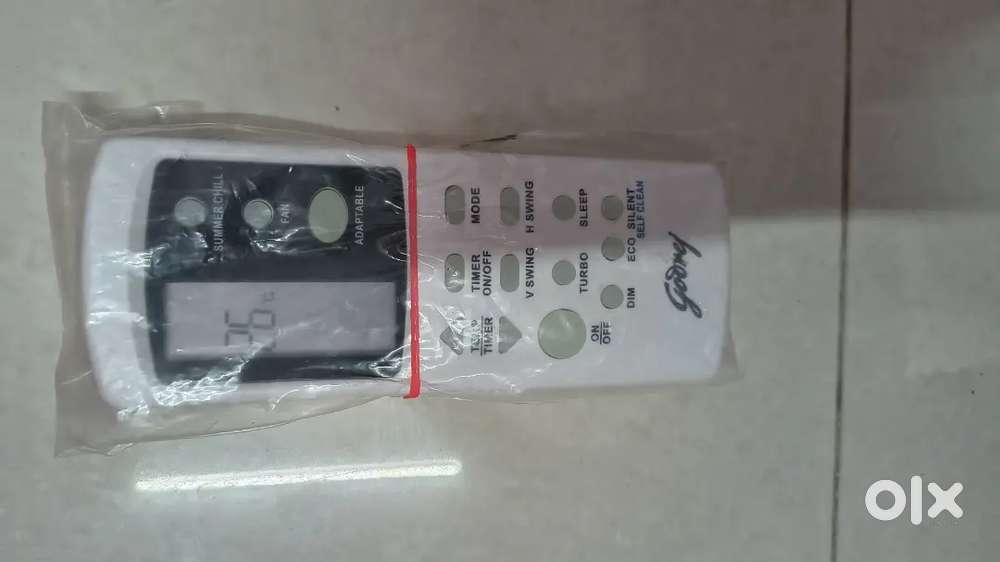 SUMMER CHILL
26°C
FAN
ADAPTABLE
TEMP
TIMER
TIMER
ON/OFF
MODE
V SWING
H SWING
ON
OFF
TURBO
SLEEP
DIM
ECO
SILENT
SELF CLEAN
Godrej
olx